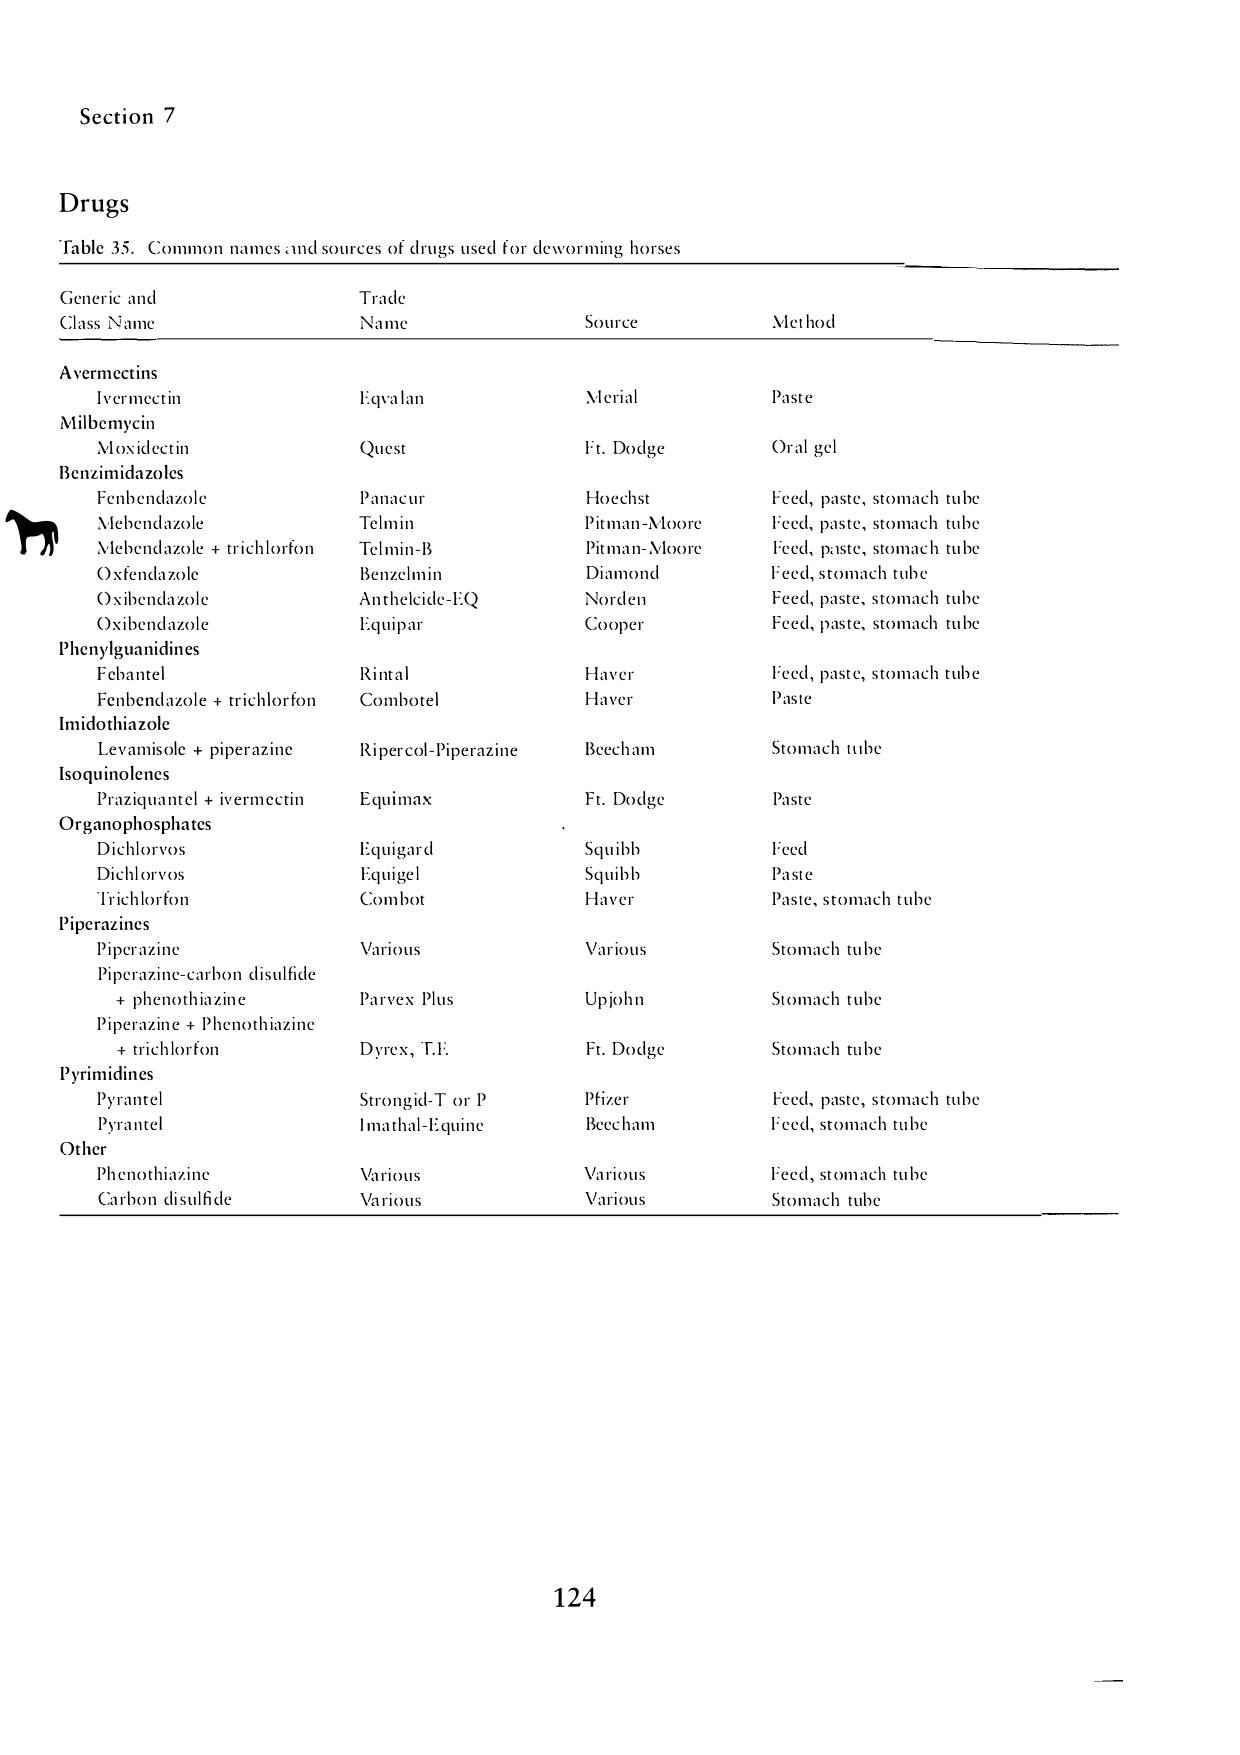 Section 7
Drugs
Table 35. Common names and sources of drugs used for deworming horses
Generic and Trade
Class Name Name Source Method
Avermectins
Ivermectin Eqvalan Merial Paste
Milbemycin
Moxidectin Quest Ft. Dodge Oral gel
Benzimidazoles
Fenbendazole Panacur Hoechst Feed, paste, stomach tube
Mebendazole Telmin Pitman-Moore Feed, paste, stomach tube
Mebendazole + trichlorfon Telmin-B Pitman-Moore Feed, paste, stomach tube
Oxfendazole Benzelmin Diamond Feed, stomach tube
Oxibendazole Anthelcide-EQ Norden Feed, paste, stomach tube
Oxibendazole Equipar Cooper Feed, paste, stomach tube
Phenylguanidines
Febantel Rintal Haver Feed, paste, stomach tube
Fenbendazole + trichlorfon Combotel Haver Paste
Imidothiazole
Levamisole + piperazine Ripercol-Piperazine Beecham Stomach tube
Isoquinolenes
Praziquantel + ivermectin Equimax Ft. Dodge Paste
Organophosphates
Dichlorvos Equigard Squibb Feed
Dichlorvos Equigel Squibb Paste
Trichlorfon Combot Haver Paste, stomach tube
Piperazines
Piperazine Various Various Stomach tube
Piperazine-carbon disulfide
+ phenothiazine Parvex Plus Upjohn Stomach tube
Piperazine + Phenothiazine
+ trichlorfon Dyrex, T.F. Ft. Dodge Stomach tube
Pyrimidines
Pyrantel Strongid-T or P Pfizer Feed, paste, stomach tube
Pyrantel Imathal-Equine Beecham Feed, stomach tube
Other
Phenothiazine Various Various Feed, stomach tube
Carbon disulfide Various Various Stomach tube
124